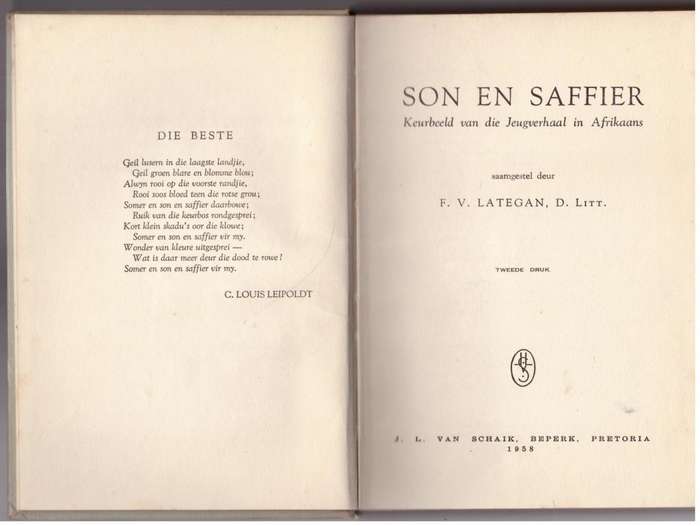 DIE BESTE
Geil lusern in die laagste landjie,
Geil groen blare en blomme blou;
Alwyn rooi op die voorste randjie,
Rooi soos bloed teen die rotse grou;
Somer en son en saffier daarbowe;
Ruik van die keurbos rondgesprei;
Kort klein skadu's oor die klowe;
Somer en son en saffier vir my.
Wonder van kleure uitgesprei —
Wat is daar meer deur die dood te rowe!
Somer en son en saffier vir my.
C. LOUIS LEIPOLDT
SON EN SAFFIER
Keurbeeld van die Jeugverhaal in Afrikaans
saamgestel deur
F. V. LATEGAN, D. LITT.
TWEEDE DRUK
J. L. VAN SCHAIK, BEPERK, PRETORIA
1958